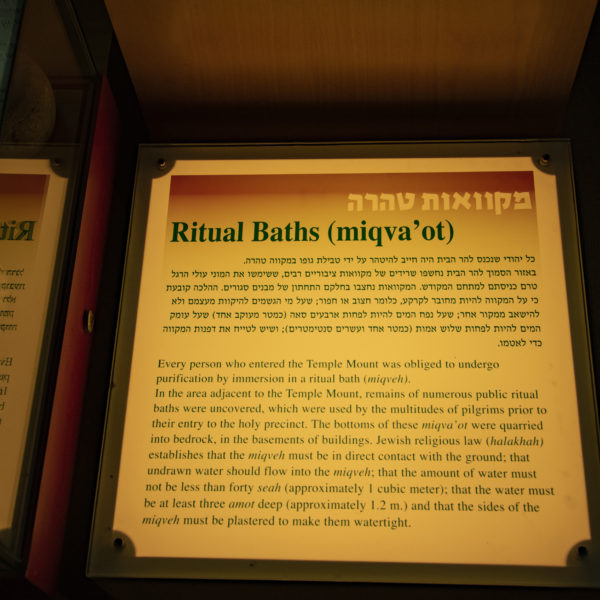 מקוואות טהרה
Ritual Baths (miqva'ot)
כל יהודי שנכנס להר הבית היה חייב להיטהר על ידי טבילת גופו במקווה טהרה.
באזור הסמוך להר הבית נחשפו שרידים של מקוואות ציבוריים רבים, ששימשו את המוני עולי הרגל
טרם כניסתם למתחם המקודש. המקוואות נחצבו בחלקם התחתון של מבנים סגורים. ההלכה קובעת
כי על המקווה להיות מחובר לקרקע, כלומר חצוב או חפור; שעל מי הגשמים להיקוות מעצמם ולא
להישאב ממקור אחר; שעל נפח המים להיות לפחות ארבעים סאה (כמטר מעוקב אחד) שעל עומק
המים להיות לפחות שלוש אמות (כמטר אחד ועשרים סנטימטרים); ושיש לטייח את דפנות המקווה
כדי לאטמו.
Every person who entered the Temple Mount was obliged to undergo
purification by immersion in a ritual bath (miqveh).
In the area adjacent to the Temple Mount, remains of numerous public ritual
baths were uncovered, which were used by the multitudes of pilgrims prior to
their entry to the holy precinct. The bottoms of these miqva'ot were quarried
into bedrock, in the basements of buildings. Jewish religious law (halakhah)
establishes that the miqveh must be in direct contact with the ground; that
undrawn water should flow into the miqveh; that the amount of water must
not be less than forty seah (approximately 1 cubic meter); that the water must
be at least three amot deep (approximately 1.2 m.) and that the sides of the
miqveh must be plastered to make them watertight.